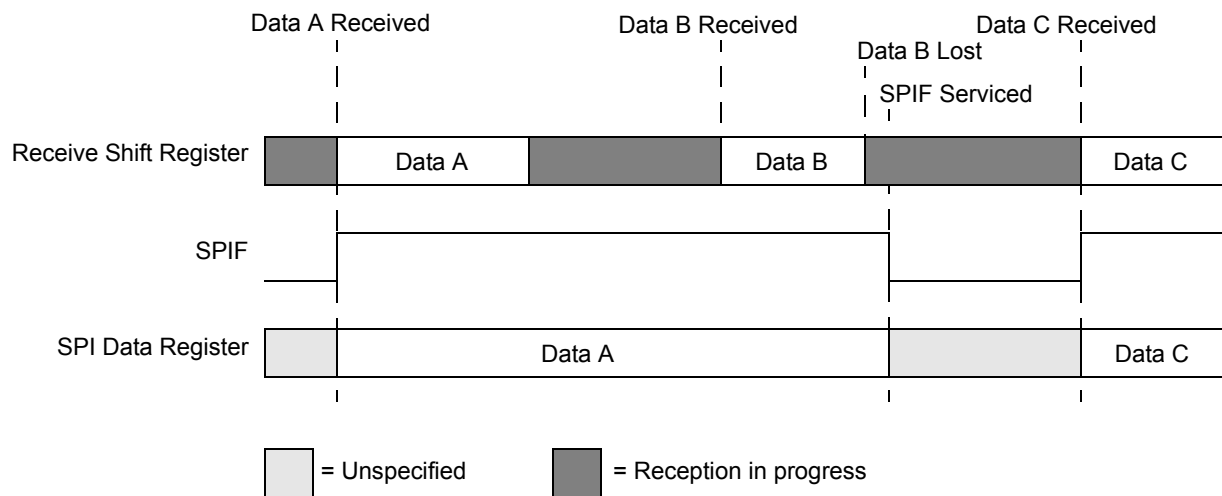 Data A Received
Data B Received
Data C Received
Data B Lost
SPIF Serviced
Receive Shift Register
Data A
Data B
Data C
SPIF
SPI Data Register
Data A
Data C
= Unspecified
= Reception in progress